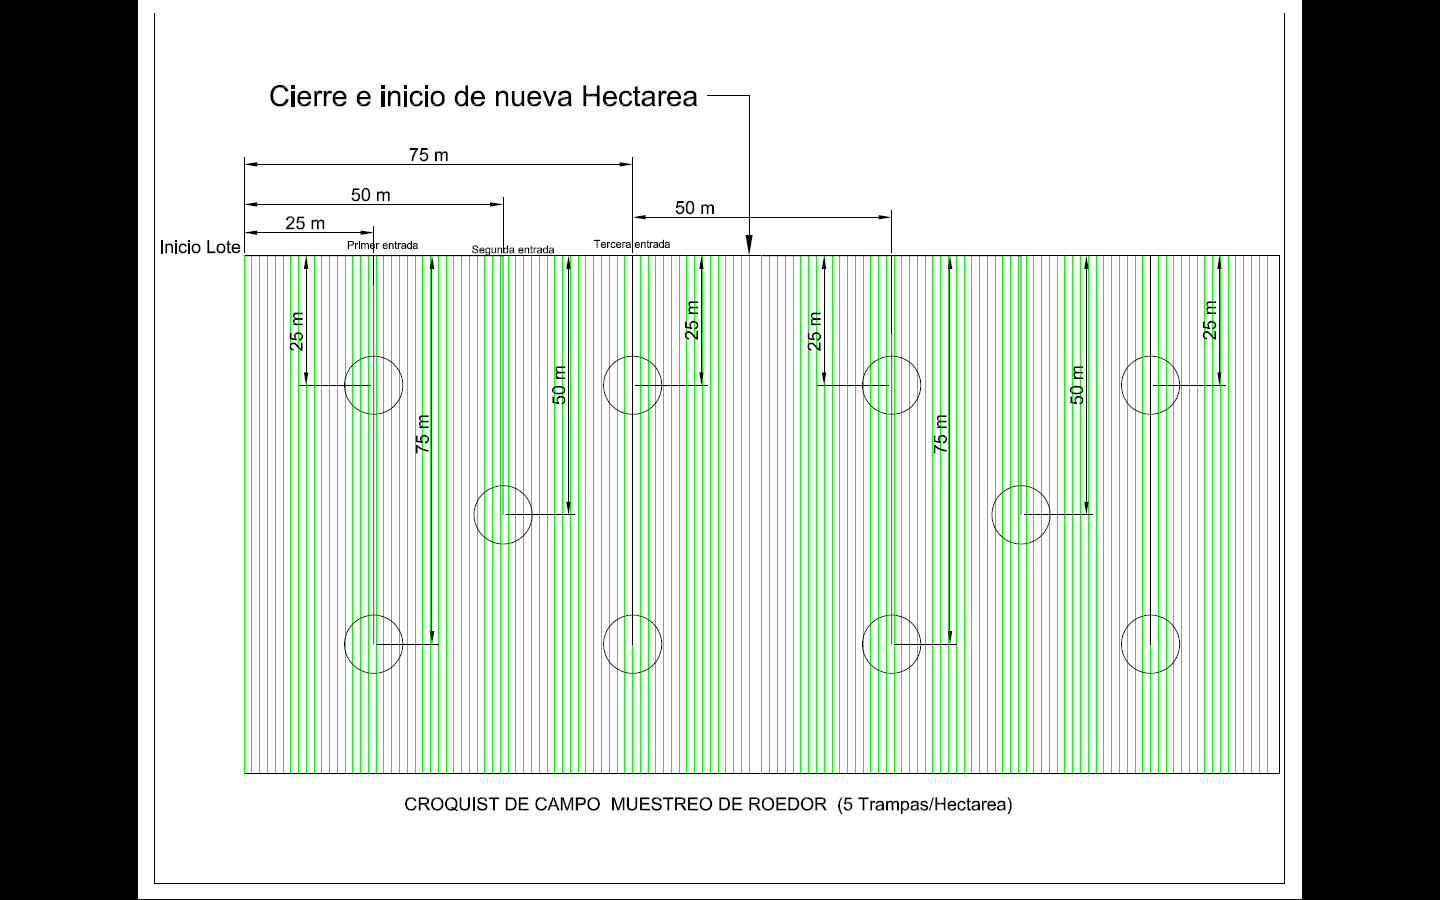 Cierre e inicio de nueva Hectarea
75 m
50 m
50 m
25 m
Inicio Lote
Primer entrada
Segunda entrada
Tercera entrada
25 m
75 m
50 m
25 m
25 m
75 m
50 m
25 m
CROQUIST DE CAMPO MUESTREO DE ROEDOR (5 Trampas/Hectarea)